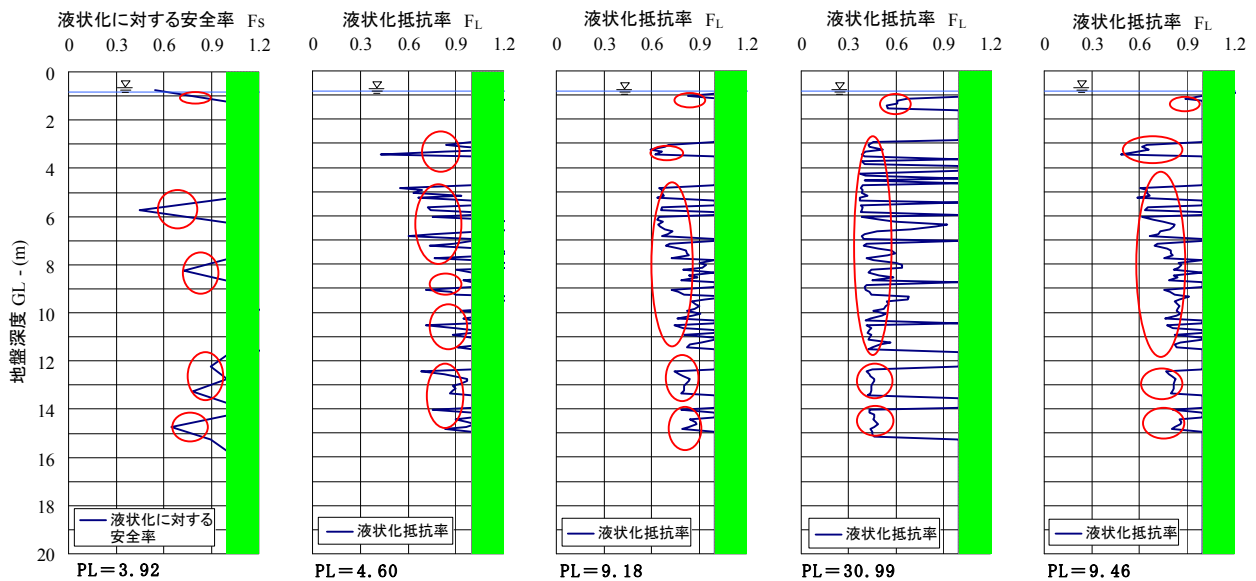 液状化に対する安全率 FS
0 0.3 0.6 0.9 1.2
液状化抵抗率 FL
0 0.3 0.6 0.9 1.2
液状化抵抗率 FL
0 0.3 0.6 0.9 1.2
液状化抵抗率 FL
0 0.3 0.6 0.9 1.2
液状化抵抗率 FL
0 0.3 0.6 0.9 1.2
地盤深度 GL - (m)
0
2
4
6
8
10
12
14
16
18
20
液状化に対する
安全率
液状化抵抗率
液状化抵抗率
液状化抵抗率
液状化抵抗率
PL=3.92
PL=4.60
PL=9.18
PL=30.99
PL=9.46